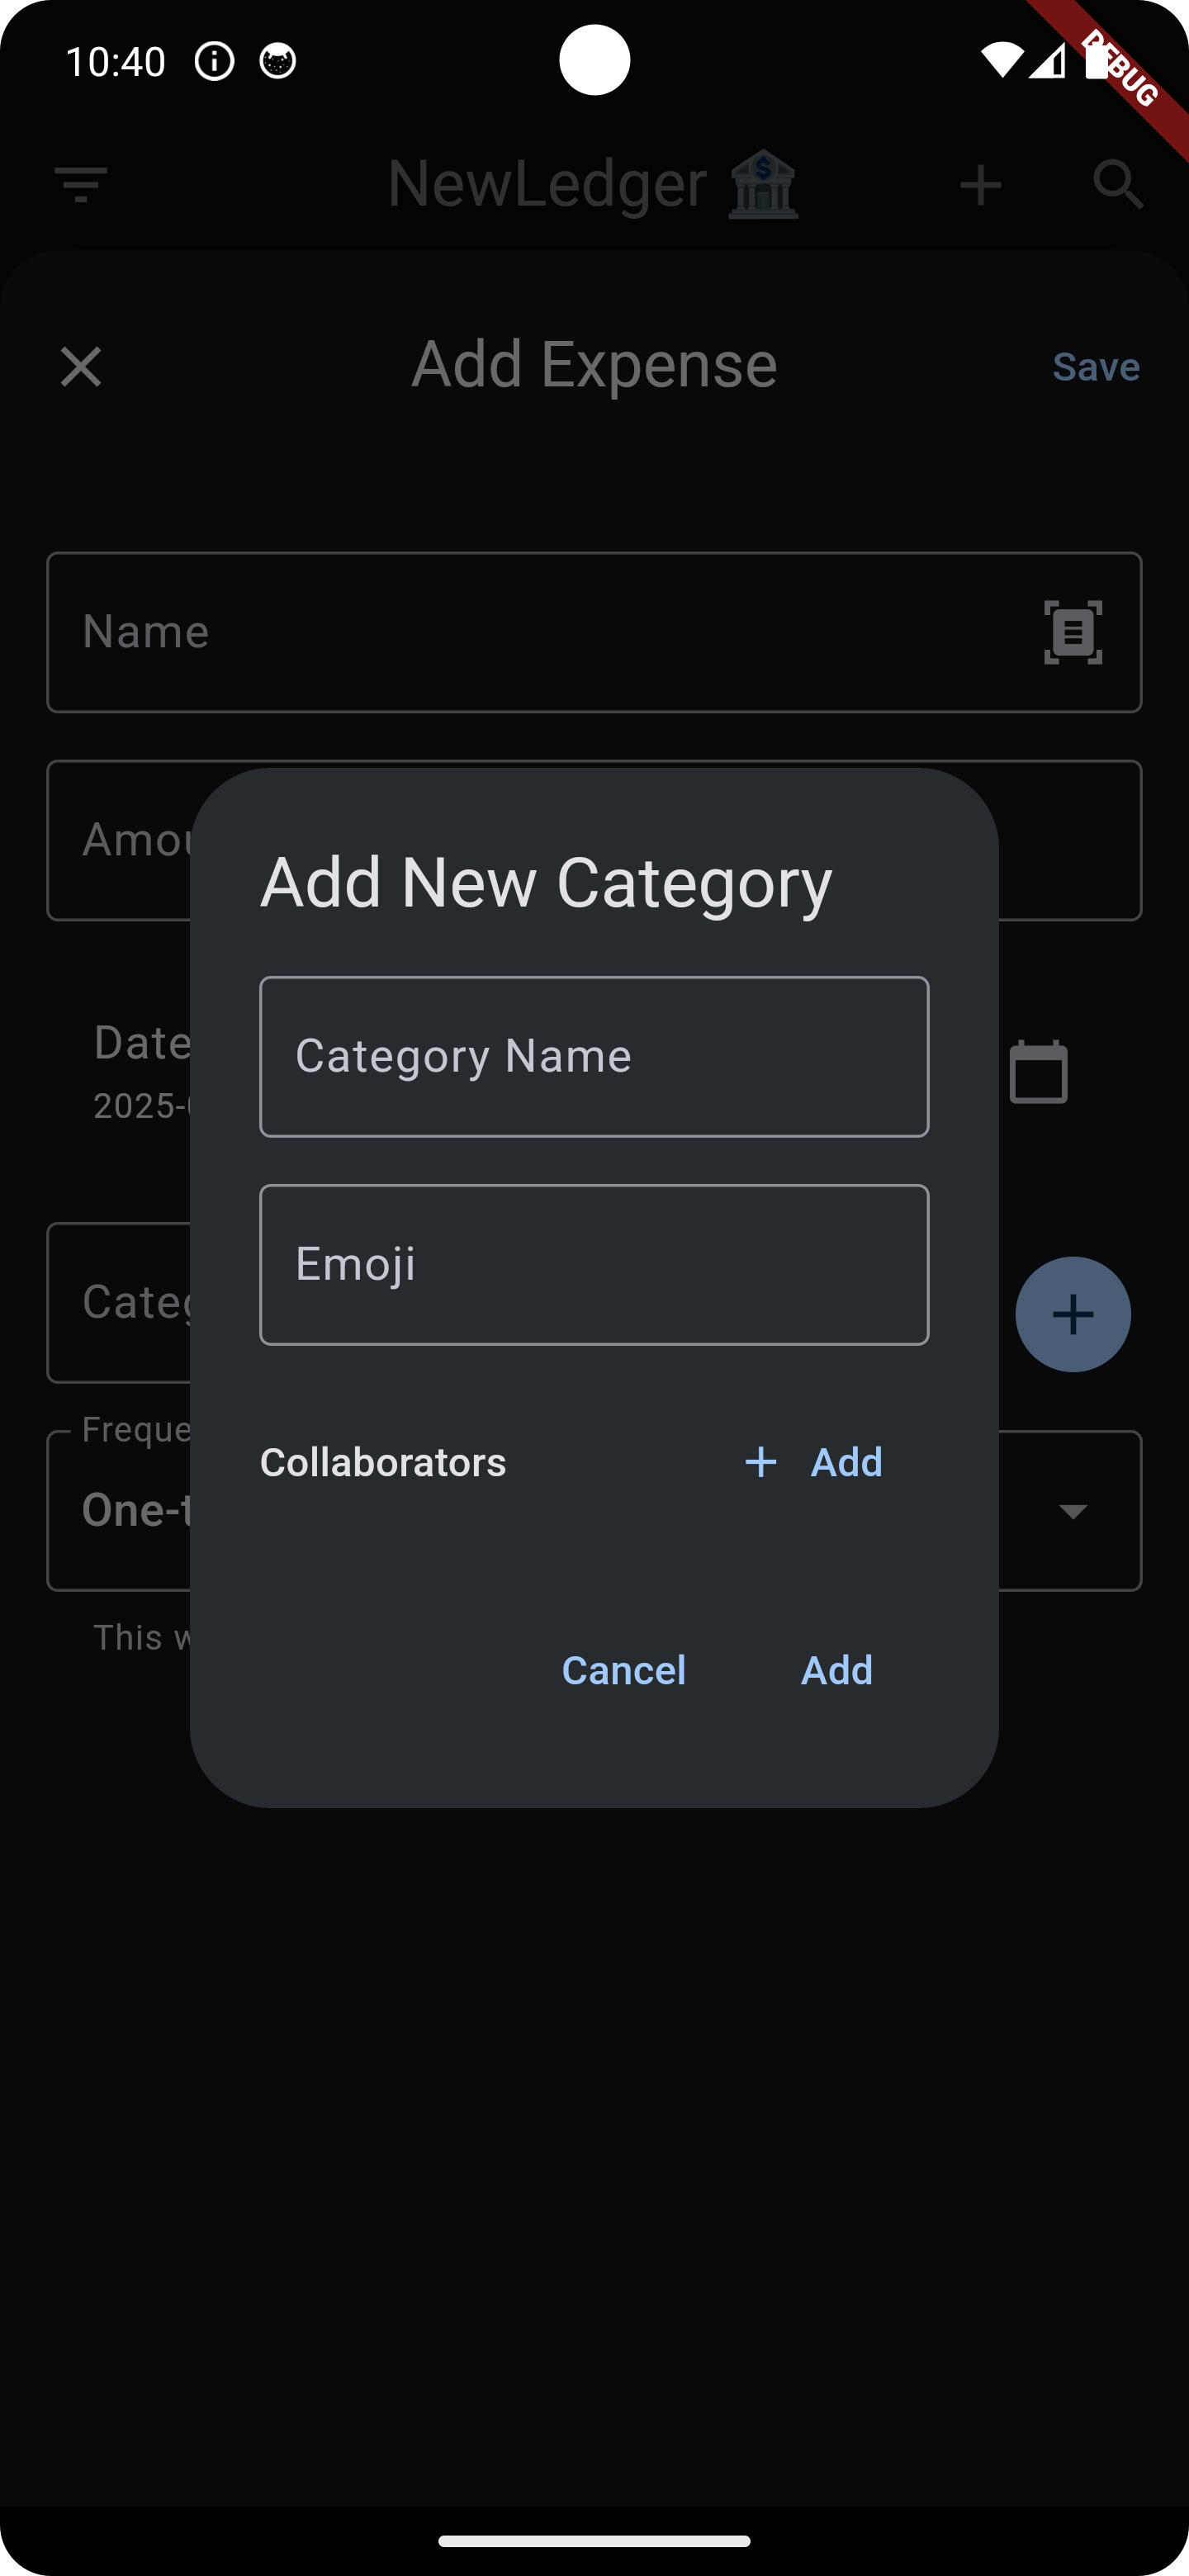 10:40
DEBUG
NewLedger
Add Expense
Save
Name
Amou
Add New Category
Category Name
Date
2025-
Emoji
Categ
Freque
Collaborators
+ Add
One-t
This w
Cancel
Add